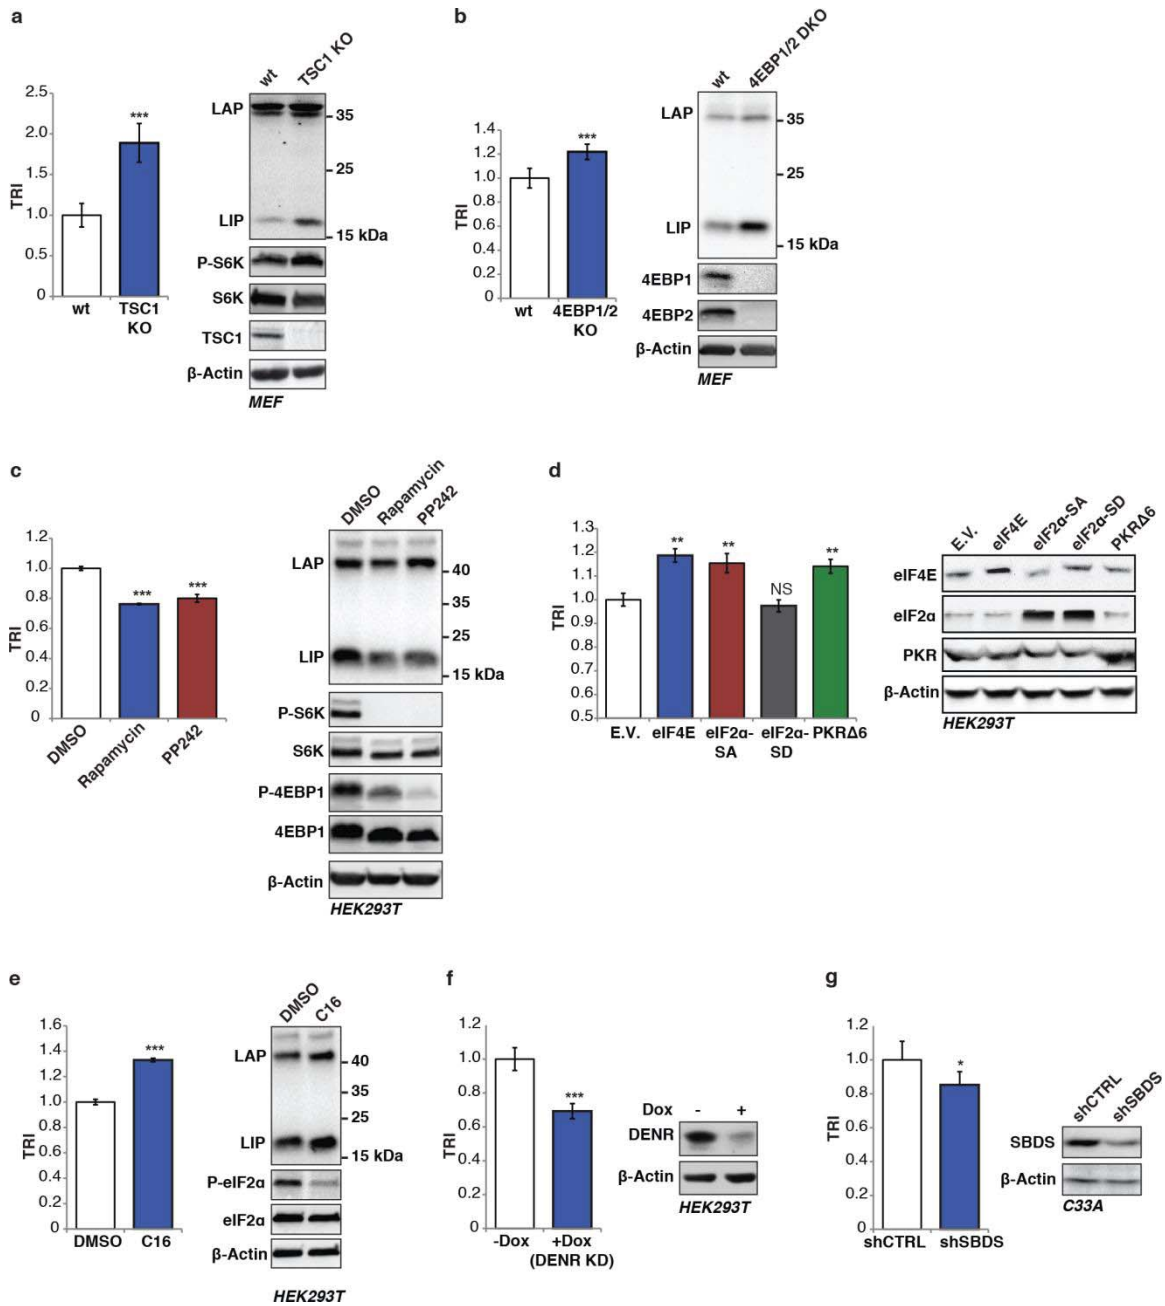 a
TRI
2.5
2.0
1.5
1.0
0.5
0
***
wt
TSC1
KO
wt
TSC1 KO
LAP
35
25
LIP
15 kDa
P-S6K
S6K
TSC1
β-Actin
MEF
b
TRI
1.4
1.2
1.0
0.8
0.6
0.4
0.2
0
***
wt
4EBP1/2
KO
wt
4EBP1/2 DKO
LAP
35
25
LIP
15 kDa
4EBP1
4EBP2
β-Actin
MEF
c
TRI
1.2
1.0
0.8
0.6
0.4
0.2
0
***
***
DMSO
Rapamycin
PP242
DMSO
Rapamycin
PP242
LAP
40
35
25
LIP
15 kDa
P-S6K
S6K
P-4EBP1
4EBP1
β-Actin
HEK293T
d
TRI
1.3
1.2
1.1
1.0
0.9
0.8
0.7
0.6
0.5
**
**
NS
**
E.V.
eIF4E
eIF2α-
SA
eIF2α-
SD
PKRΔ6
E.V.
eIF4E
eIF2α-SA
eIF2α-SD
PKRΔ6
eIF4E
eIF2α
PKR
β-Actin
HEK293T
e
TRI
1.6
1.4
1.2
1.0
0.8
0.6
0.4
0.2
0
***
DMSO
C16
DMSO
C16
LAP
40
35
25
LIP
15 kDa
P-eIF2α
eIF2α
β-Actin
HEK293T
f
TRI
1.2
1.0
0.8
0.6
0.4
0.2
0
***
-Dox
+Dox
(DENR KD)
Dox - +
DENR
β-Actin
HEK293T
g
TRI
1.2
1.0
0.8
0.6
0.4
0.2
0
*
shCTRL
shSBDS
shCTRL
shSBDS
SBDS
β-Actin
C33A